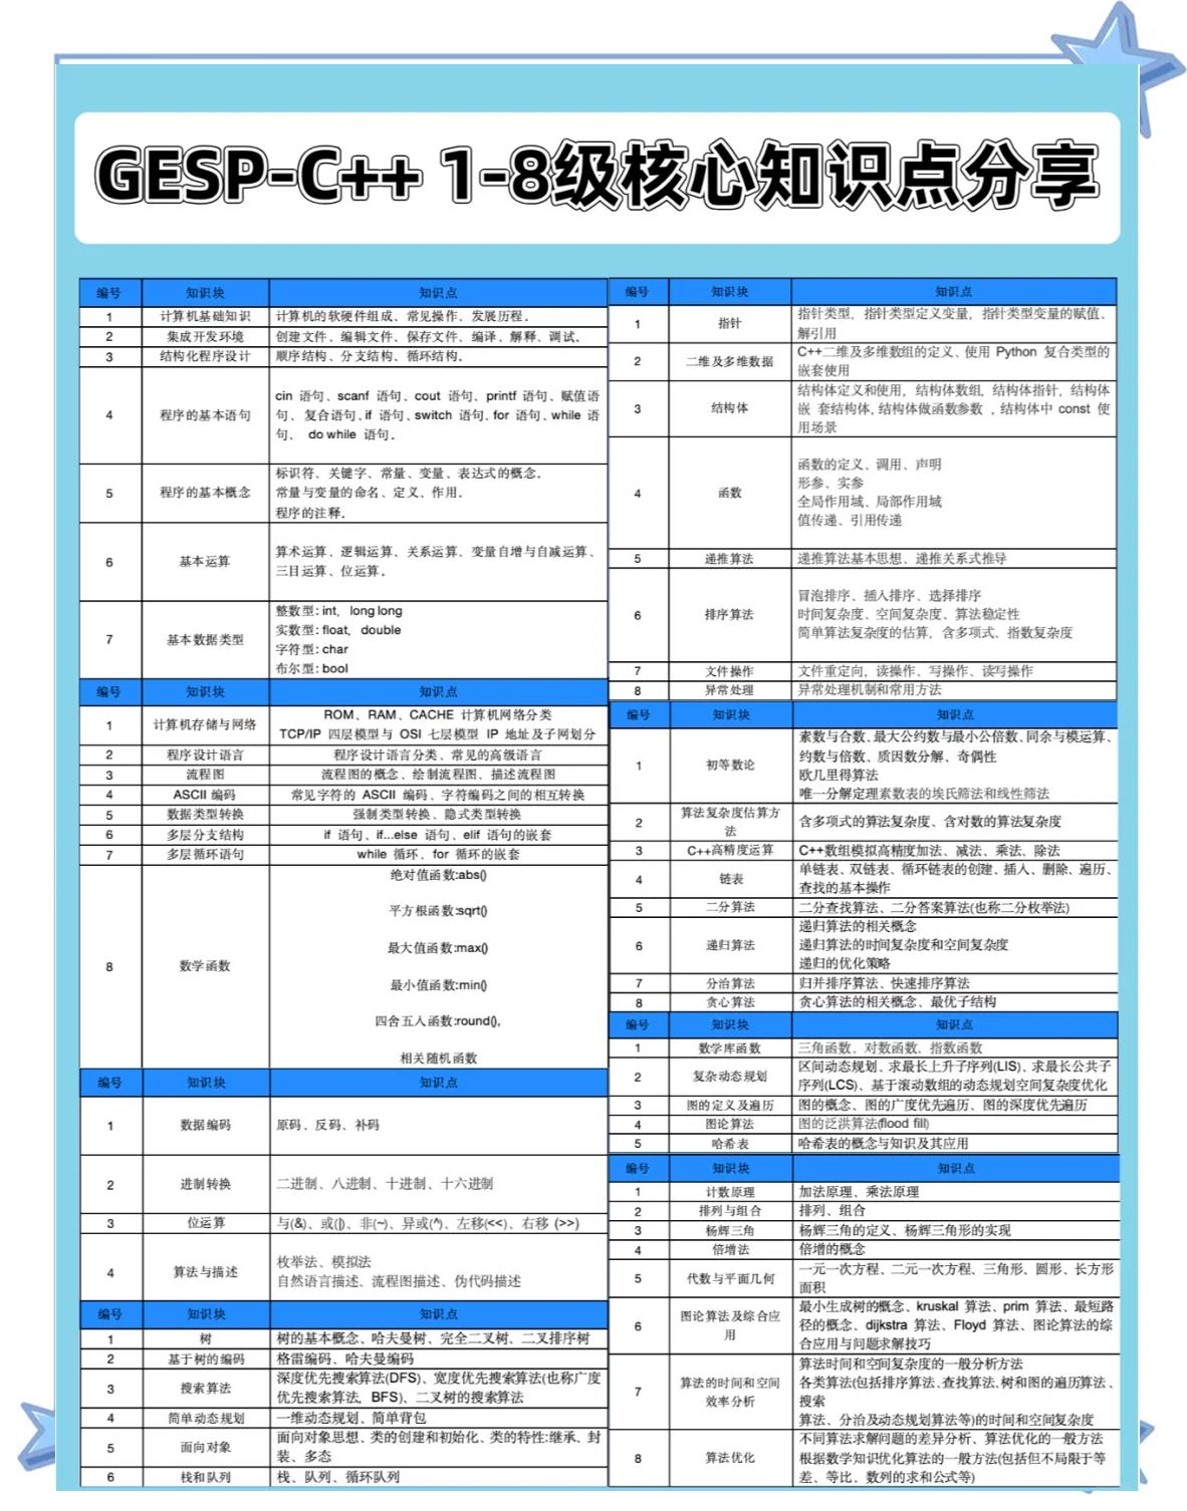 GESP-C++ 1-8级核心知识点分享
编号 知识块 知识点
1 计算机基础知识 计算机的软硬件组成、常见操作、发展历程。
2 集成开发环境 创建文件、编辑文件、保存文件、编译、解释、调试。
3 结构化程序设计 顺序结构、分支结构、循环结构。
4 程序的基本语句 cin 语句、scanf 语句、cout 语句、printf 语句、赋值语
句、复合语句、if 语句、switch 语句、for 语句、while 语
句、 do while 语句。
5 程序的基本概念 标识符、关键字、常量、变量、表达式的概念。
常量与变量的命名、定义、作用。
程序的注释。
6 基本运算 算术运算、逻辑运算、关系运算、变量自增与自减运算、
三目运算、位运算。
7 基本数据类型 整数型: int, long long
实数型: float, double
字符型: char
布尔型: bool
编号 知识块 知识点
1 计算机存储与网络 ROM、RAM、CACHE 计算机网络分类
TCP/IP 四层模型与 OSI 七层模型 IP 地址及子网划分
2 程序设计语言 程序设计语言分类、常见的高级语言
3 流程图 流程图的概念、绘制流程图、描述流程图
4 ASCII 编码 常见字符的 ASCII 编码、字符编码之间的相互转换
5 数据类型转换 强制类型转换、隐式类型转换
6 多层分支结构 if 语句、if...else 语句、elif 语句的嵌套
7 多层循环语句 while 循环、for 循环的嵌套
8 数学函数 绝对值函数:abs()
平方根函数:sqrt()
最大值函数:max()
最小值函数:min()
四舍五入函数:round(),
相关随机函数
编号 知识块 知识点
1 数据编码 原码、反码、补码
2 进制转换 二进制、八进制、十进制、十六进制
3 位运算 与(&)、或(|)、非(~)、异或(^)、左移(<<)、右移 (>>)
4 算法与描述 枚举法、模拟法
自然语言描述、流程图描述、伪代码描述
编号 知识块 知识点
1 树 树的基本概念、哈夫曼树、完全二叉树、二叉排序树
2 基于树的编码 格雷编码、哈夫曼编码
3 搜索算法 深度优先搜索算法(DFS)、宽度优先搜索算法(也称广度
优先搜索算法, BFS)、二叉树的搜索算法
4 简单动态规划 一维动态规划、简单背包
5 面向对象 面向对象思想、类的创建和初始化、类的特性:继承、封
装、多态
6 栈和队列 栈、队列、循环队列
编号 知识块 知识点
1 指针 指针类型, 指针类型定义变量, 指针类型变量的赋值、
解引用
2 二维及多维数据 C++二维及多维数组的定义、使用 Python 复合类型的
嵌套使用
3 结构体 结构体定义和使用, 结构体数组, 结构体指针, 结构体
嵌 套结构体, 结构体做函数参数 , 结构体中 const 使
用场景
4 函数 函数的定义、调用、声明
形参、实参
全局作用域、局部作用域
值传递、引用传递
5 递推算法 递推算法基本思想、递推关系式推导
6 排序算法 冒泡排序、插入排序、选择排序
时间复杂度、空间复杂度、算法稳定性
简单算法复杂度的估算, 含多项式、指数复杂度
7 文件操作 文件重定向, 读操作、写操作、读写操作
8 异常处理 异常处理机制和常用方法
编号 知识块 知识点
1 初等数论 素数与合数、最大公约数与最小公倍数、同余与模运算、
约数与倍数、质因数分解、奇偶性
欧几里得算法
唯一分解定理素数表的埃氏筛法和线性筛法
2 算法复杂度估算方
法 含多项式的算法复杂度、含对数的算法复杂度
3 C++高精度运算 C++数组模拟高精度加法、减法、乘法、除法
4 链表 单链表、双链表、循环链表的创建、插入、删除、遍历、
查找的基本操作
5 二分算法 二分查找算法、二分答案算法(也称二分枚举法)
6 递归算法 递归算法的相关概念
递归算法的时间复杂度和空间复杂度
递归的优化策略
7 分治算法 归并排序算法、快速排序算法
8 贪心算法 贪心算法的相关概念、最优子结构
编号 知识块 知识点
1 数学库函数 三角函数、对数函数、指数函数
2 复杂动态规划 区间动态规划、求最长上升子序列(LIS)、求最长公共子
序列(LCS)、基于滚动数组的动态规划空间复杂度优化
3 图的定义及遍历 图的概念、图的广度优先遍历、图的深度优先遍历
4 图论算法 图的泛洪算法(flood fill)
5 哈希表 哈希表的概念与知识及其应用
编号 知识块 知识点
1 计数原理 加法原理、乘法原理
2 排列与组合 排列、组合
3 杨辉三角 杨辉三角的定义、杨辉三角形的实现
4 倍增法 倍增的概念
5 代数与平面几何 一元一次方程、二元一次方程、三角形、圆形、长方形
面积
6 图论算法及综合应
用 最小生成树的概念、kruskal 算法、prim 算法、最短路
径的概念、dijkstra 算法、Floyd 算法、图论算法的综
合应用与问题求解技巧
7 算法的时间和空间
效率分析 算法时间和空间复杂度的一般分析方法
各类算法(包括排序算法、查找算法、树和图的遍历算法、
搜索
算法、分治及动态规划算法等)的时间和空间复杂度
8 算法优化 不同算法求解问题的差异分析、算法优化的一般方法
根据数学知识优化算法的一般方法(包括但不局限于等
差、等比、数列的求和公式等)